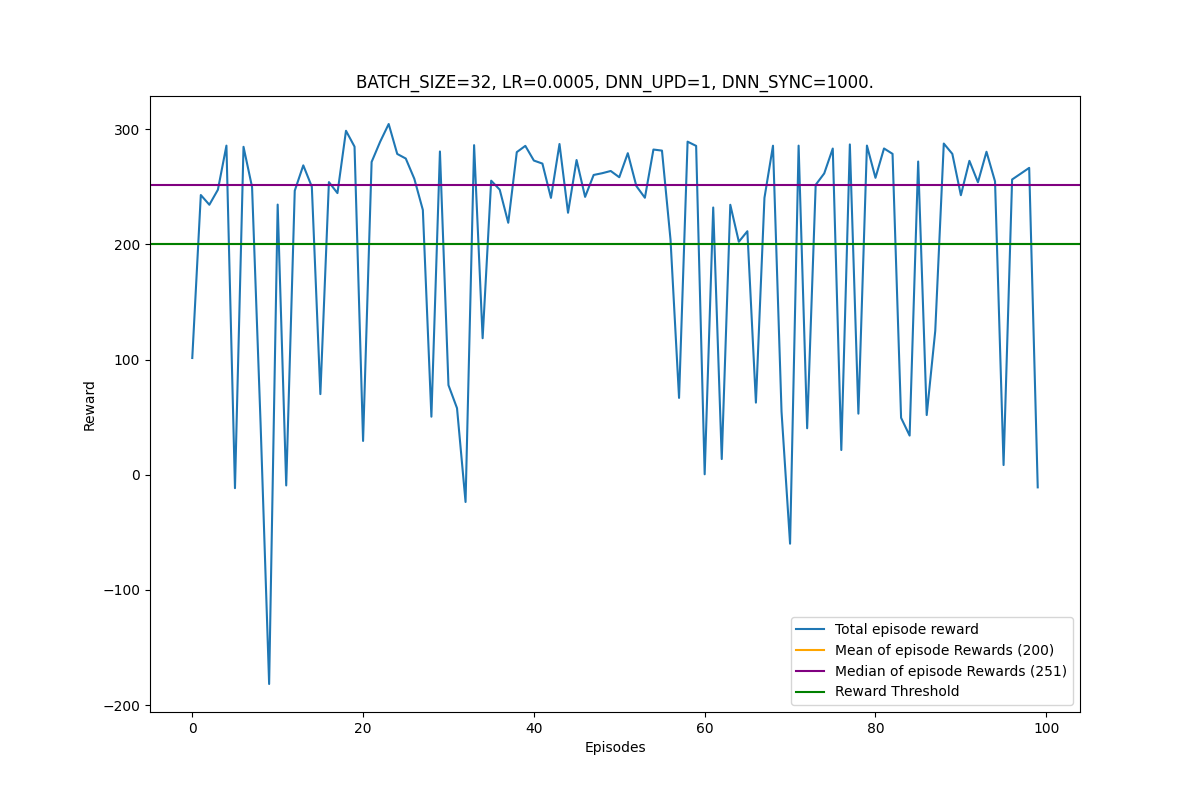 BATCH_SIZE=32, LR=0.0005, DNN_UPD=1, DNN_SYNC=1000.
300
200
100
0
−100
−200
Reward
0
20
40
60
80
100
Episodes
Total episode reward
Mean of episode Rewards (200)
Median of episode Rewards (251)
Reward Threshold